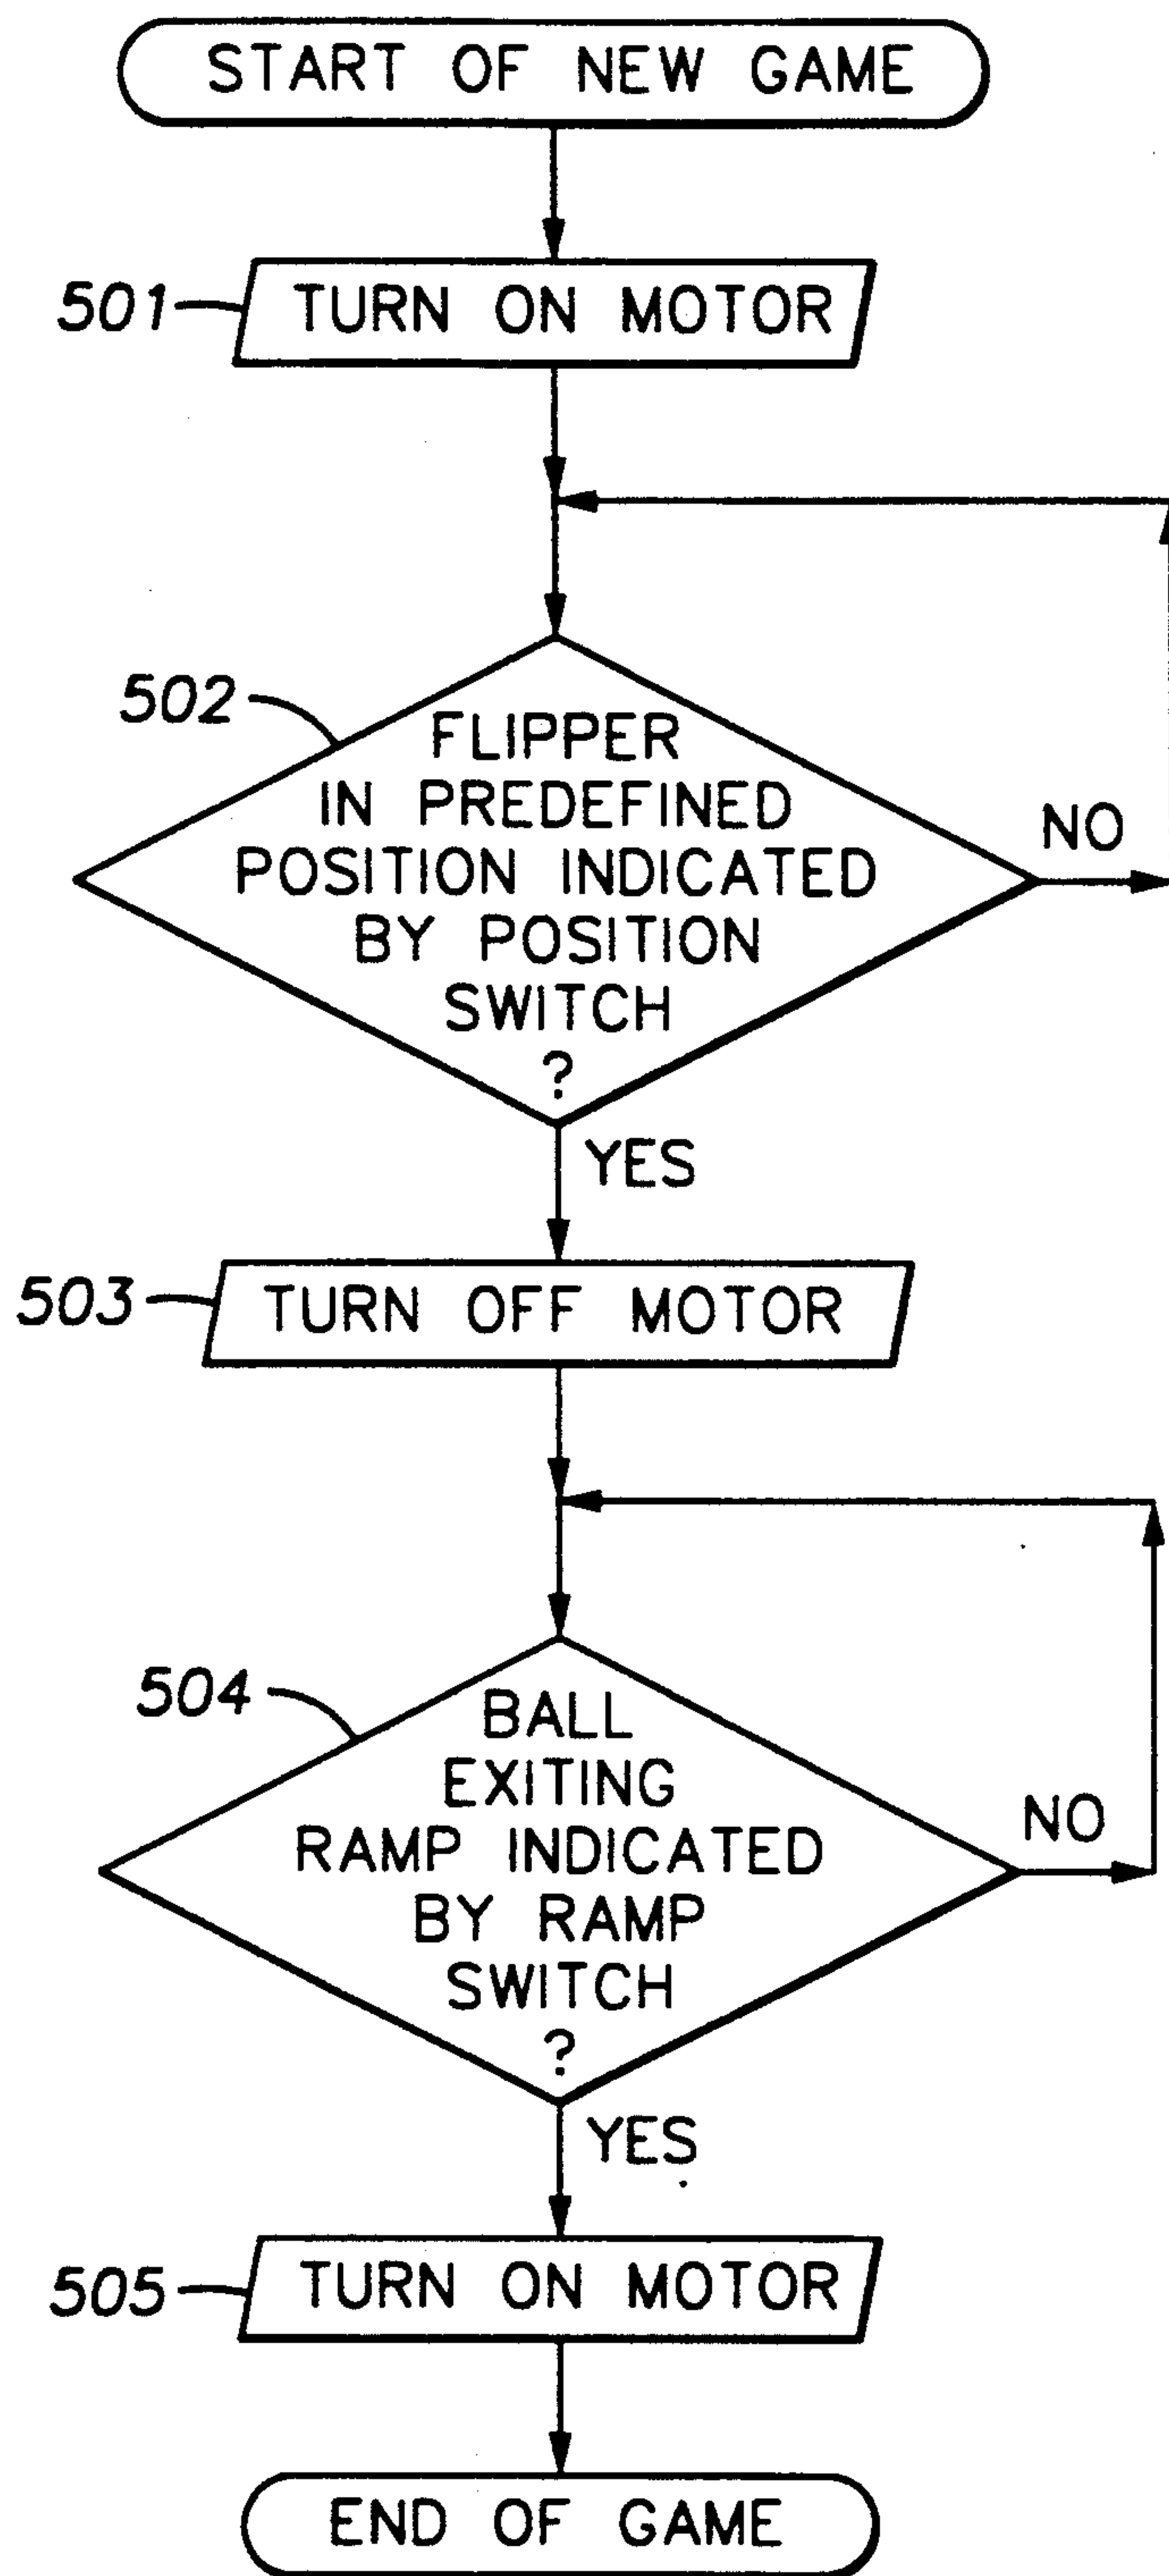 START OF NEW GAME
501
TURN ON MOTOR
502
FLIPPER
IN PREDEFINED
POSITION INDICATED
BY POSITION
SWITCH
?
NO
YES
503
TURN OFF MOTOR
504
BALL
EXITING
RAMP INDICATED
BY RAMP
SWITCH
?
NO
YES
505
TURN ON MOTOR
END OF GAME